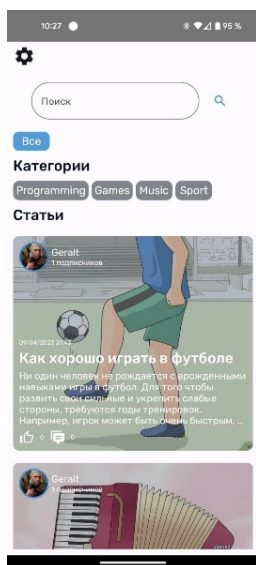 10:27
95 %
Поиск
Все
Категории
Programming Games Music Sport
Статьи
Geralt
1 подписчиков
09/04/2023 21:43
Как хорошо играть в футболе
Ни один человек не рождается с врожденными
навыками игры в футбол. Для того чтобы
развить свои сильные и укрепить слабые
стороны, требуются годы тренировок.
Например, игрок может быть очень быстрым, ...
0 0
Geralt
1 подписчиков